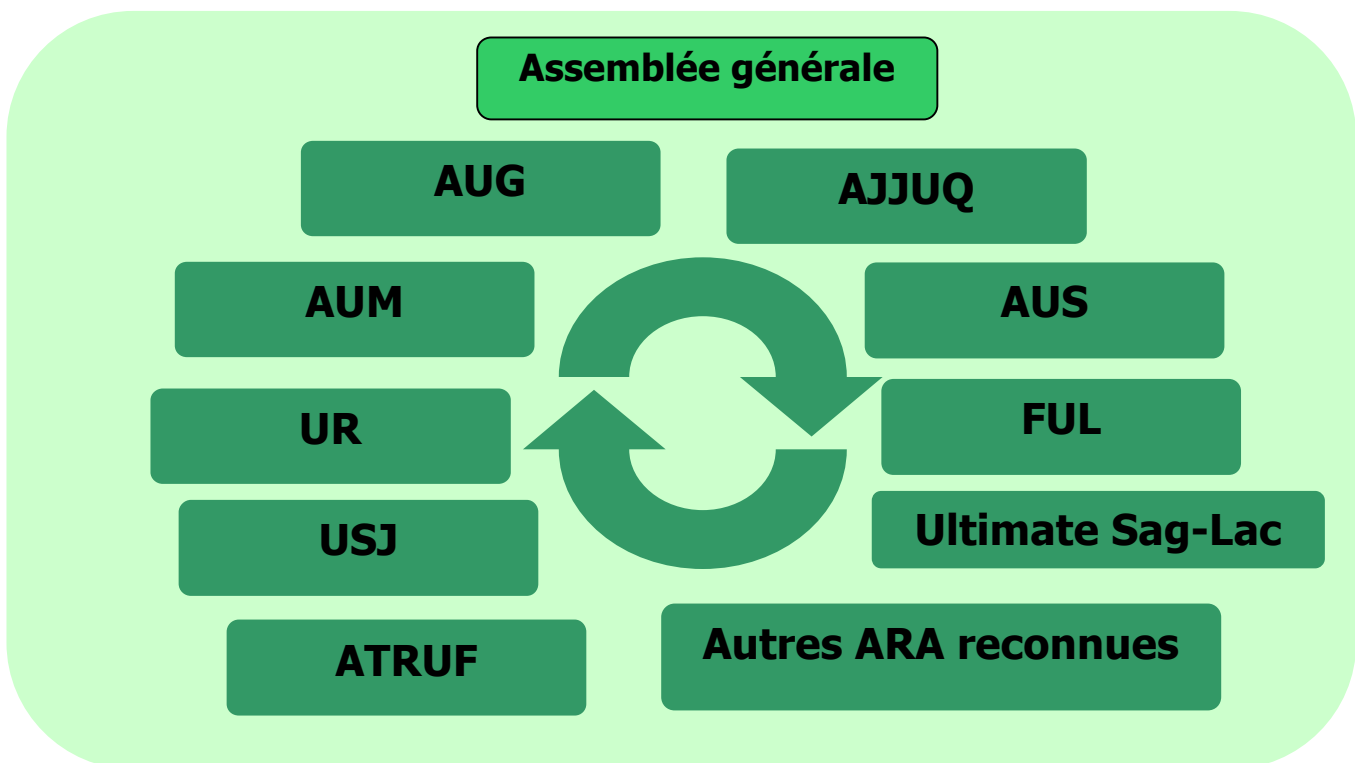 Assemblée générale
AUG
AJJUQ
AUM
AUS
UR
FUL
USJ
Ultimate Sag-Lac
ATRUF
Autres ARA reconnues